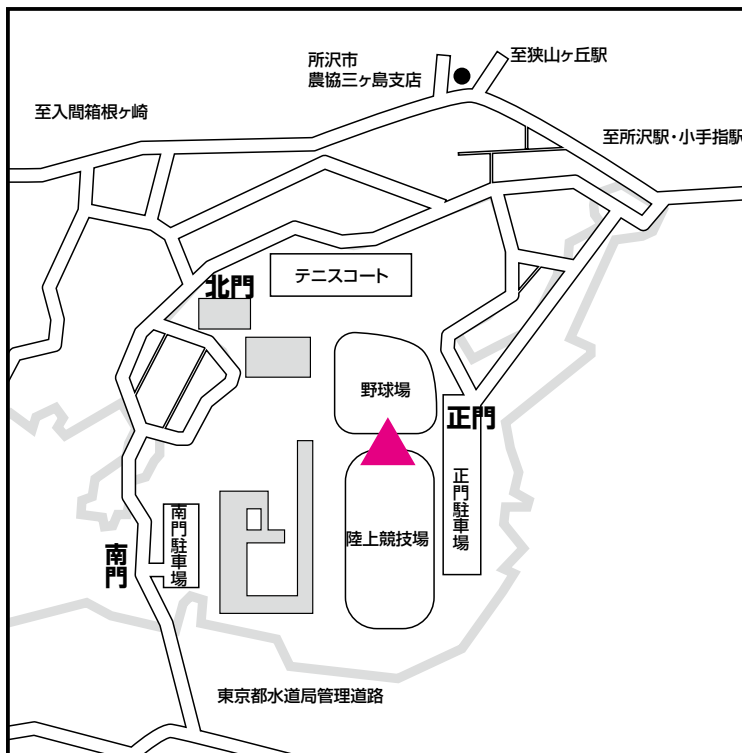 所沢市
農協三ヶ島支店
至狭山ヶ丘駅
至入間箱根ヶ崎
至所沢駅・小手指駅
テニスコート
北門
野球場
正門
正門駐車場
南門駐車場
陸上競技場
南門
東京都水道局管理道路